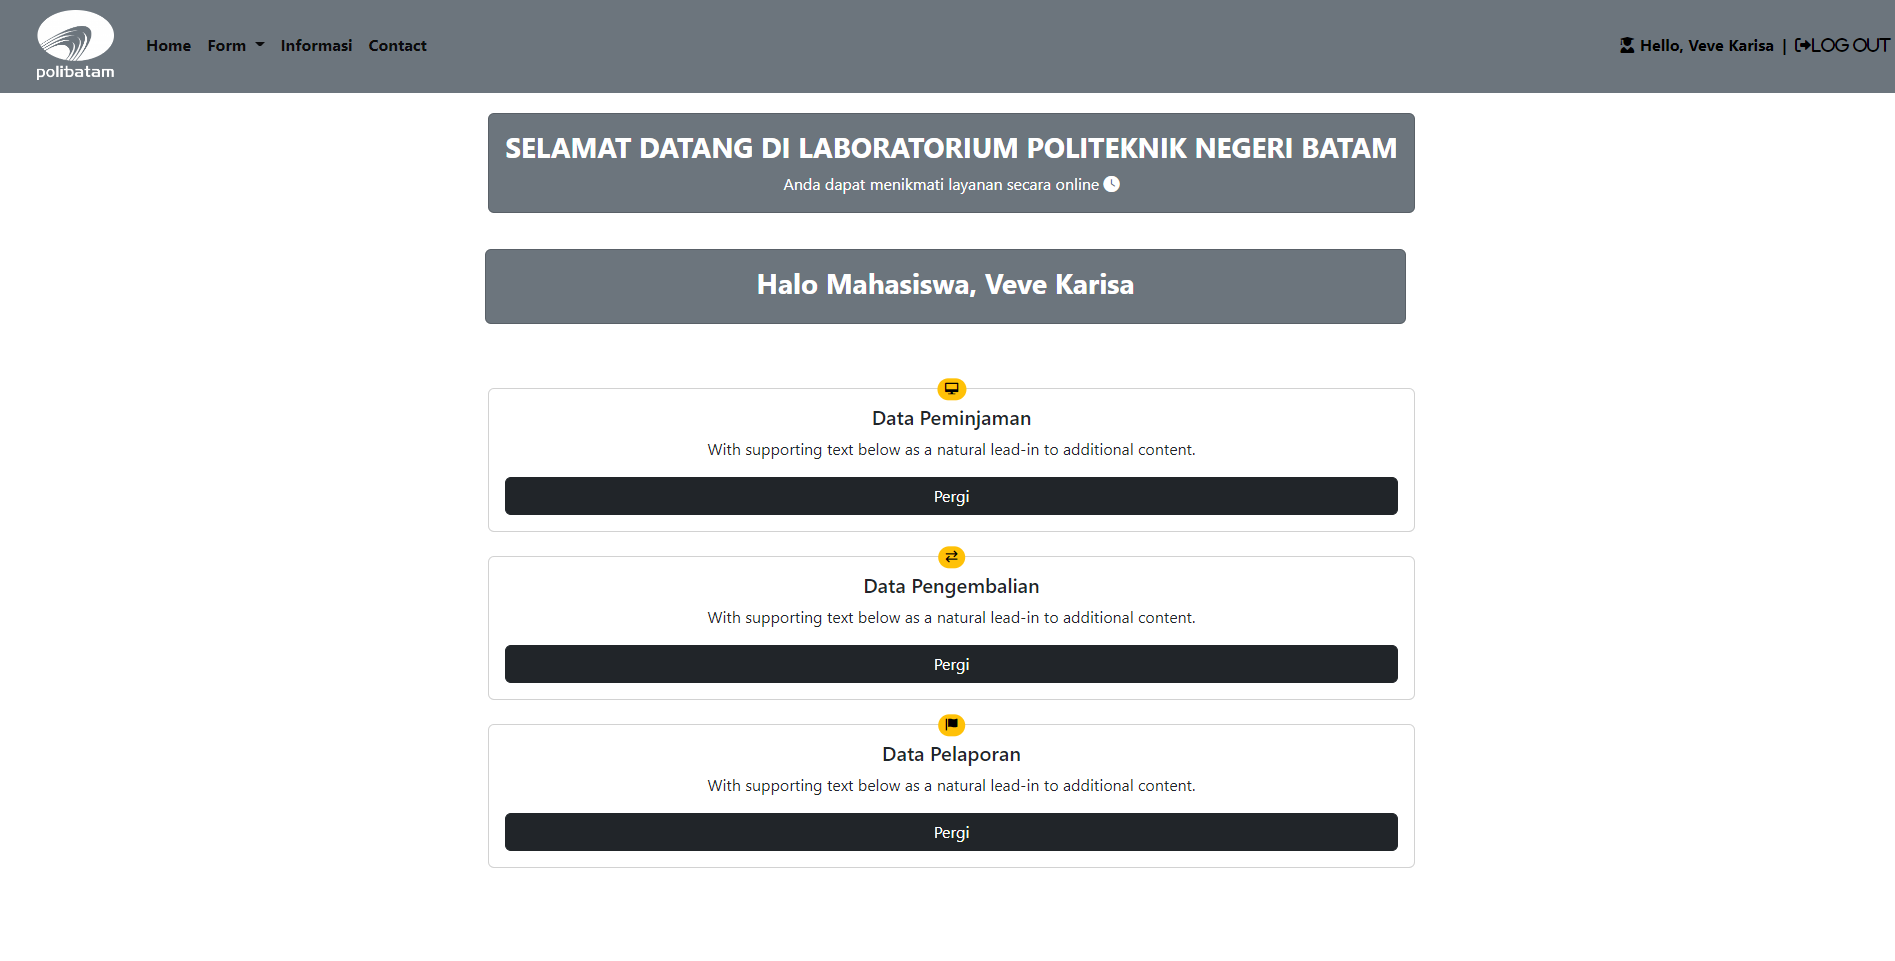 polibatam
Home Form Informasi Contact
Hello, Veve Karisa | LOG OUT
SELAMAT DATANG DI LABORATORIUM POLITEKNIK NEGERI BATAM
Anda dapat menikmati layanan secara online
Halo Mahasiswa, Veve Karisa
Data Peminjaman
With supporting text below as a natural lead-in to additional content.
Pergi
Data Pengembalian
With supporting text below as a natural lead-in to additional content.
Pergi
Data Pelaporan
With supporting text below as a natural lead-in to additional content.
Pergi